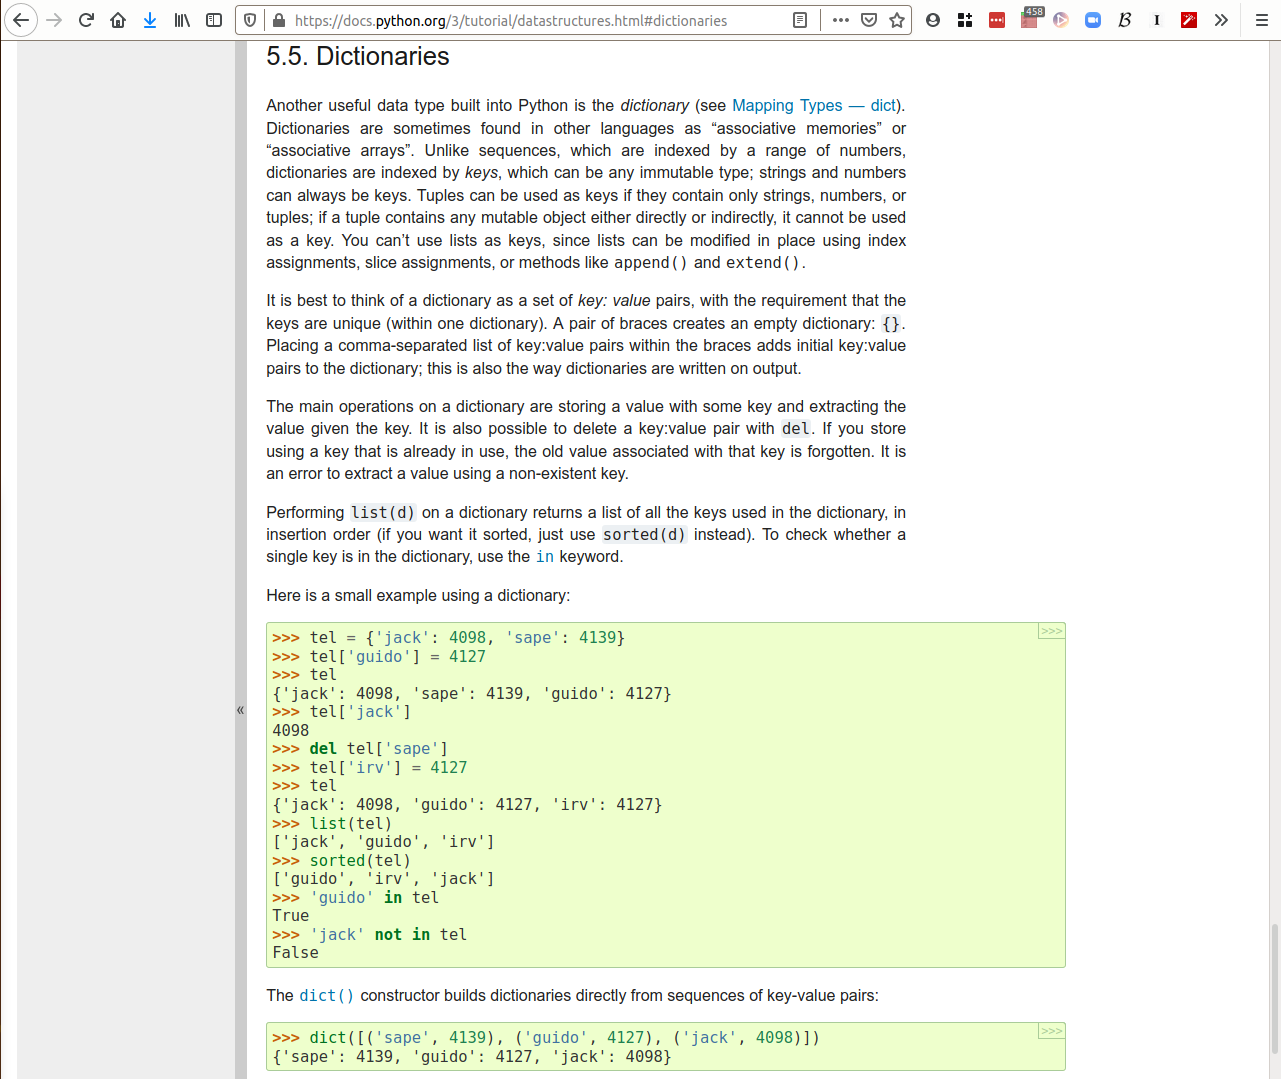 https://docs.python.org/3/tutorial/datastructures.html#dictionaries
458
5.5. Dictionaries
Another useful data type built into Python is the dictionary (see Mapping Types — dict).
Dictionaries are sometimes found in other languages as “associative memories” or
“associative arrays”. Unlike sequences, which are indexed by a range of numbers,
dictionaries are indexed by keys, which can be any immutable type; strings and numbers
can always be keys. Tuples can be used as keys if they contain only strings, numbers, or
tuples; if a tuple contains any mutable object either directly or indirectly, it cannot be used
as a key. You can’t use lists as keys, since lists can be modified in place using index
assignments, slice assignments, or methods like append() and extend().
It is best to think of a dictionary as a set of key: value pairs, with the requirement that the
keys are unique (within one dictionary). A pair of braces creates an empty dictionary: {}.
Placing a comma-separated list of key:value pairs within the braces adds initial key:value
pairs to the dictionary; this is also the way dictionaries are written on output.
The main operations on a dictionary are storing a value with some key and extracting the
value given the key. It is also possible to delete a key:value pair with del. If you store
using a key that is already in use, the old value associated with that key is forgotten. It is
an error to extract a value using a non-existent key.
Performing list(d) on a dictionary returns a list of all the keys used in the dictionary, in
insertion order (if you want it sorted, just use sorted(d) instead). To check whether a
single key is in the dictionary, use the in keyword.
Here is a small example using a dictionary:
>>>
>>> tel = {'jack': 4098, 'sape': 4139}
>>> tel['guido'] = 4127
>>> tel
{'jack': 4098, 'sape': 4139, 'guido': 4127}
>>> tel['jack']
«
4098
>>> del tel['sape']
>>> tel['irv'] = 4127
>>> tel
{'jack': 4098, 'guido': 4127, 'irv': 4127}
>>> list(tel)
['jack', 'guido', 'irv']
>>> sorted(tel)
['guido', 'irv', 'jack']
>>> 'guido' in tel
True
>>> 'jack' not in tel
False
The dict() constructor builds dictionaries directly from sequences of key-value pairs:
>>>
>>> dict([('sape', 4139), ('guido', 4127), ('jack', 4098)])
{'sape': 4139, 'guido': 4127, 'jack': 4098}